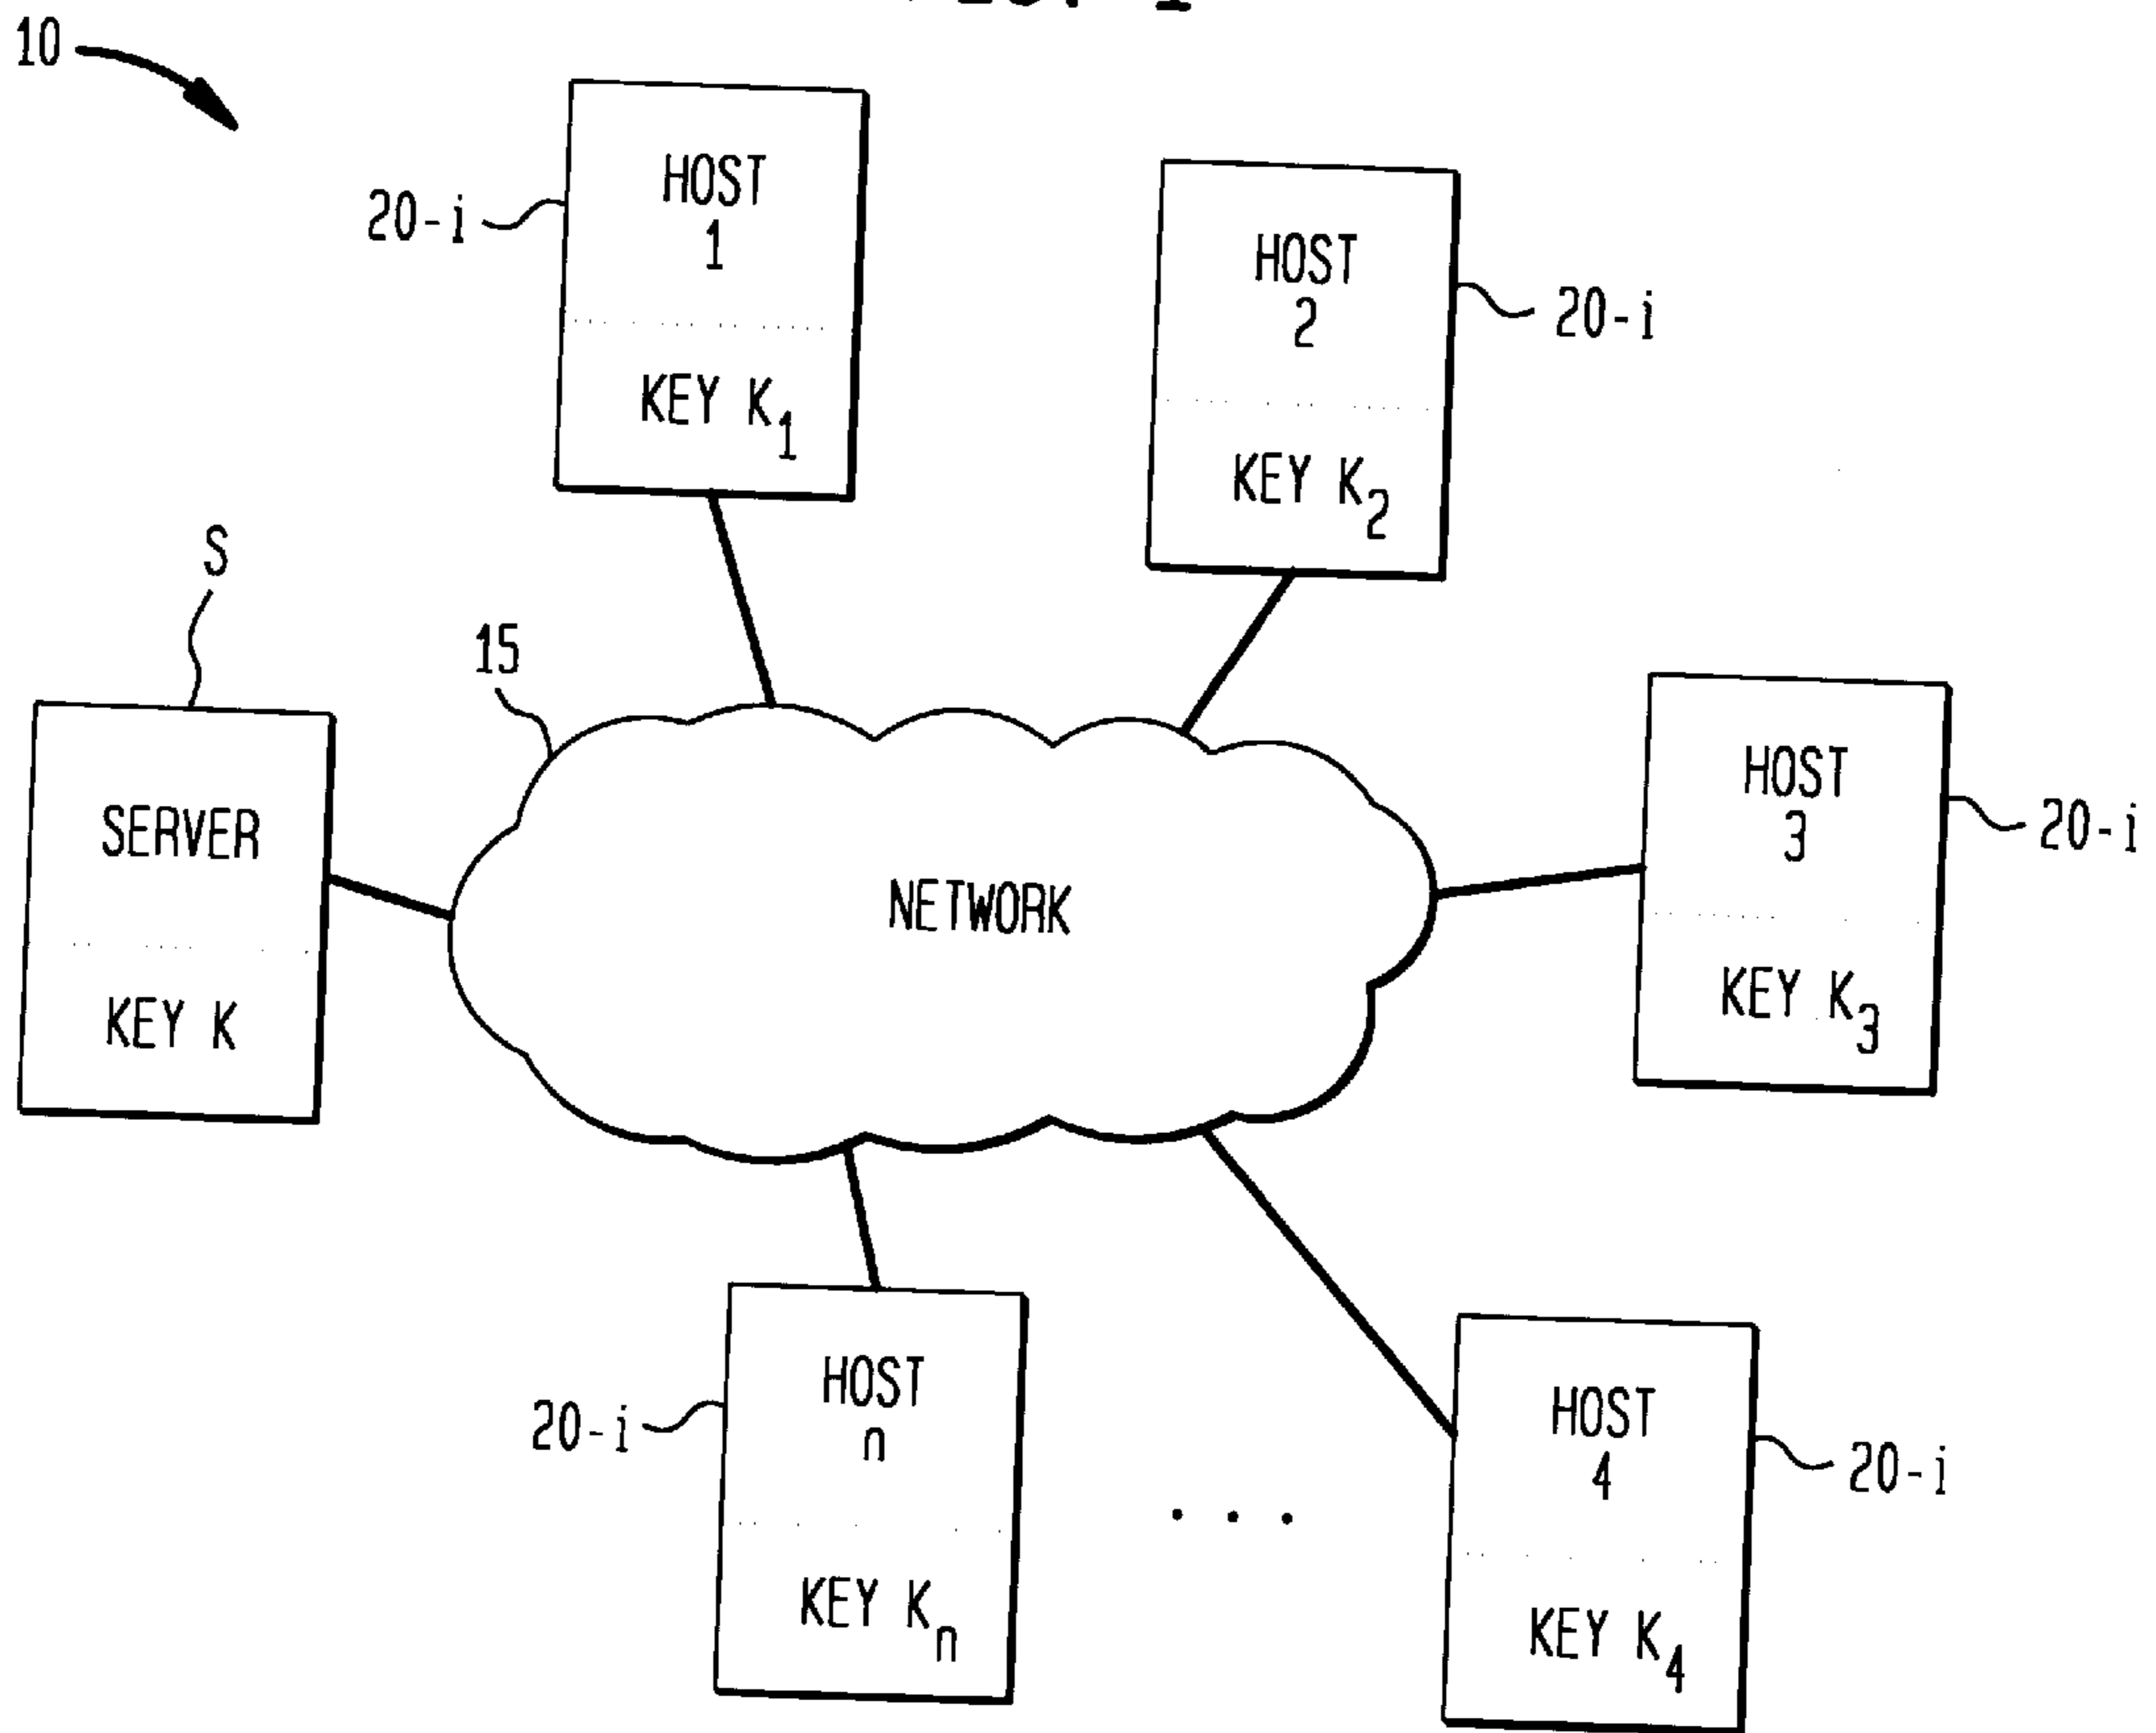 10
HOST
1
20-i
KEY K1
HOST
2
20-i
KEY K2
S
15
SERVER
KEY K
NETWORK
HOST
3
20-i
KEY K3
HOST
n
20-i
KEY Kn
. . .
HOST
4
20-i
KEY K4